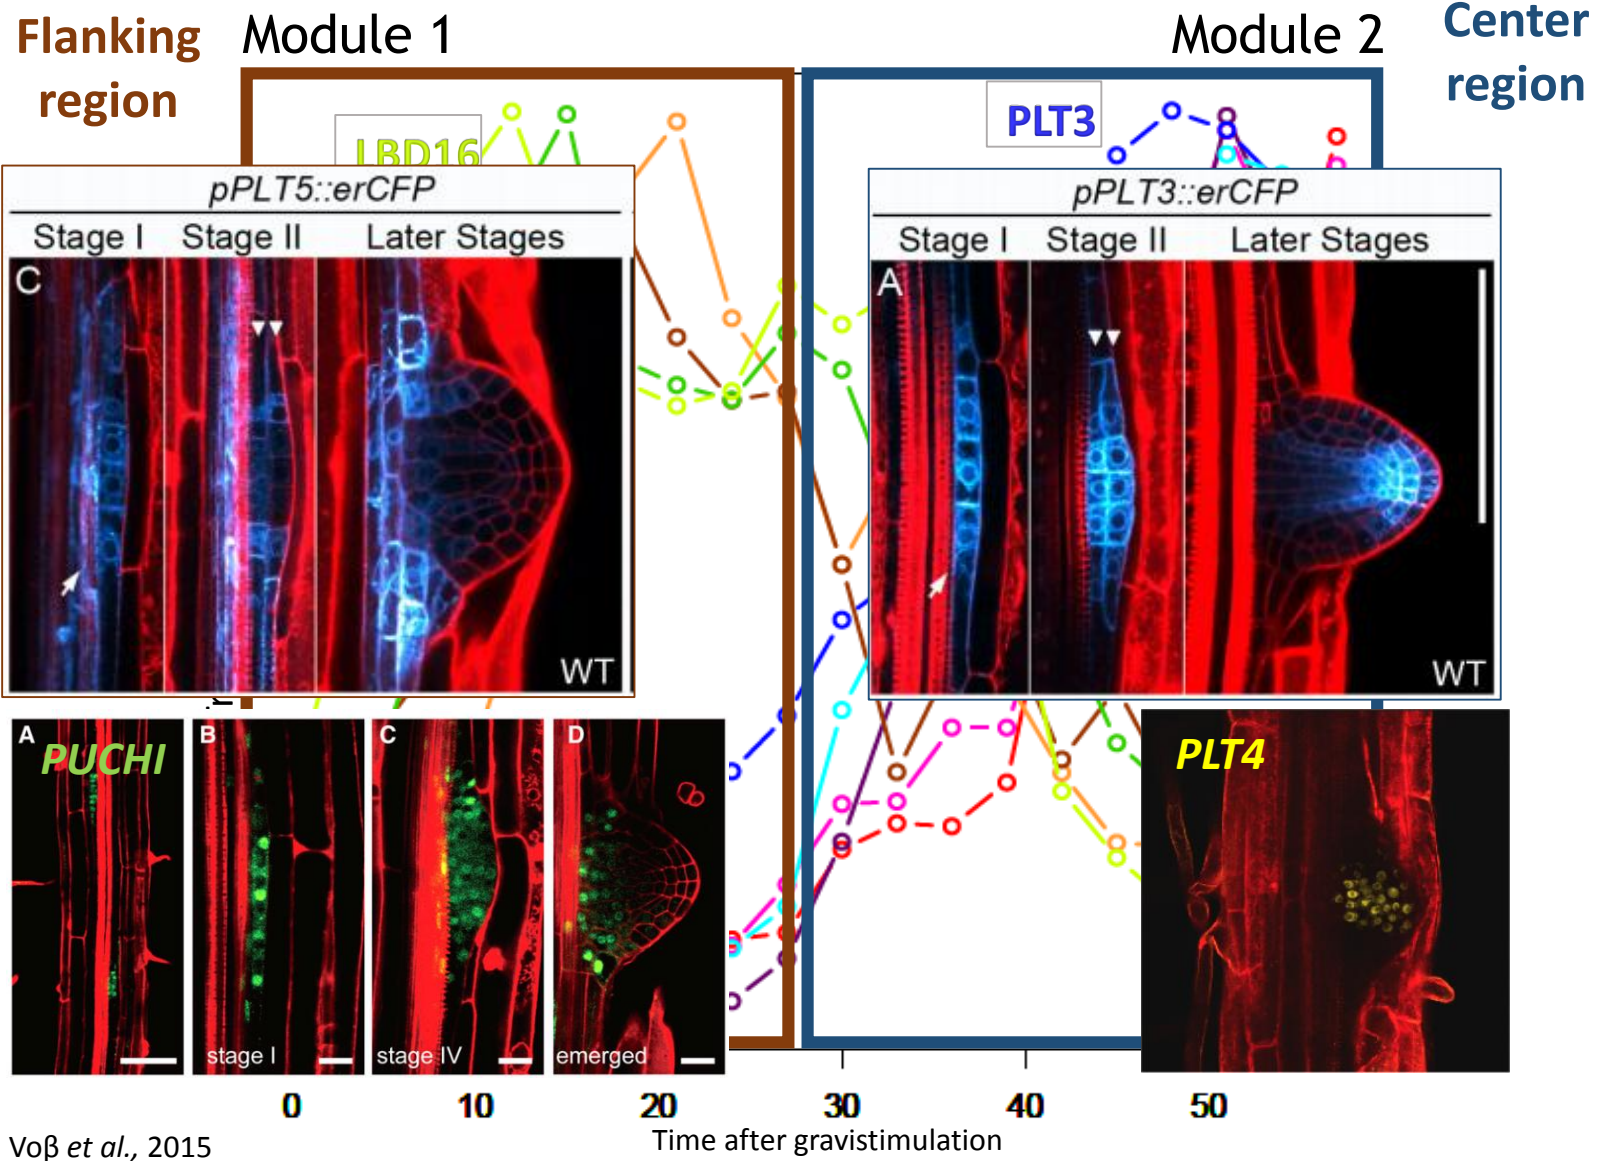 Flanking
region
Module 1
Module 2
Center
region
LBD16
PLT3
pPLT5::erCFP
Stage I
Stage II
Later Stages
C
WT
pPLT3::erCFP
Stage I
Stage II
Later Stages
A
WT
A
PUCHI
B
stage I
C
stage IV
D
emerged
PLT4
0
10
20
30
40
50
Time after gravistimulation
Voβ et al., 2015